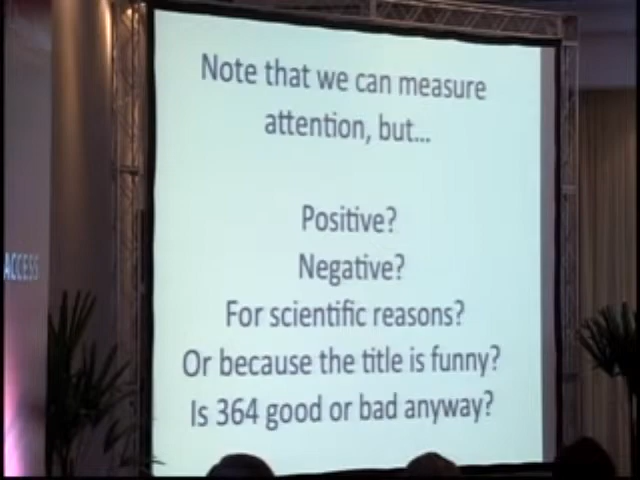 Note that we can measure
attention, but...
Positive?
Negative?
For scientific reasons?
Or because the title is funny?
Is 364 good or bad anyway?
ACCESS